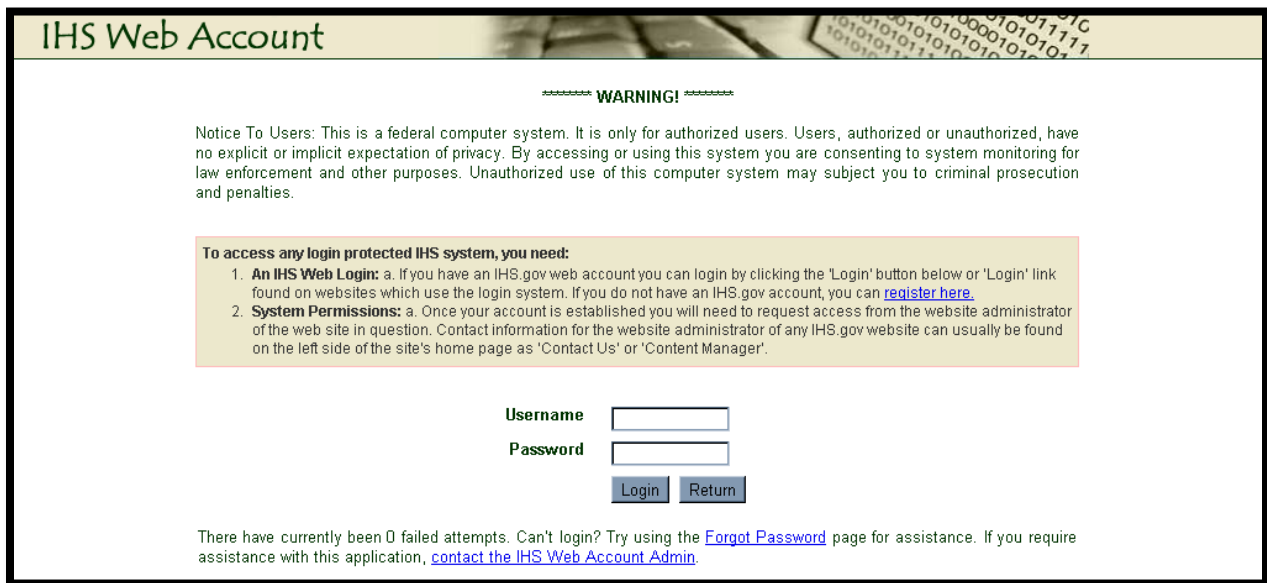 IHS Web Account
******** WARNING! ********
Notice To Users: This is a federal computer system. It is only for authorized users. Users, authorized or unauthorized, have
no explicit or implicit expectation of privacy. By accessing or using this system you are consenting to system monitoring for
law enforcement and other purposes. Unauthorized use of this computer system may subject you to criminal prosecution
and penalties.
To access any login protected IHS system, you need:
1. An IHS Web Login: a. If you have an IHS.gov web account you can login by clicking the 'Login' button below or 'Login' link
found on websites which use the login system. If you do not have an IHS.gov account, you can register here.
2. System Permissions: a. Once your account is established you will need to request access from the website administrator
of the web site in question. Contact information for the website administrator of any IHS.gov website can usually be found
on the left side of the site's home page as 'Contact Us' or 'Content Manager'.
Username
Password
Login Return
There have currently been 0 failed attempts. Can't login? Try using the Forgot Password page for assistance. If you require
assistance with this application, contact the IHS Web Account Admin.